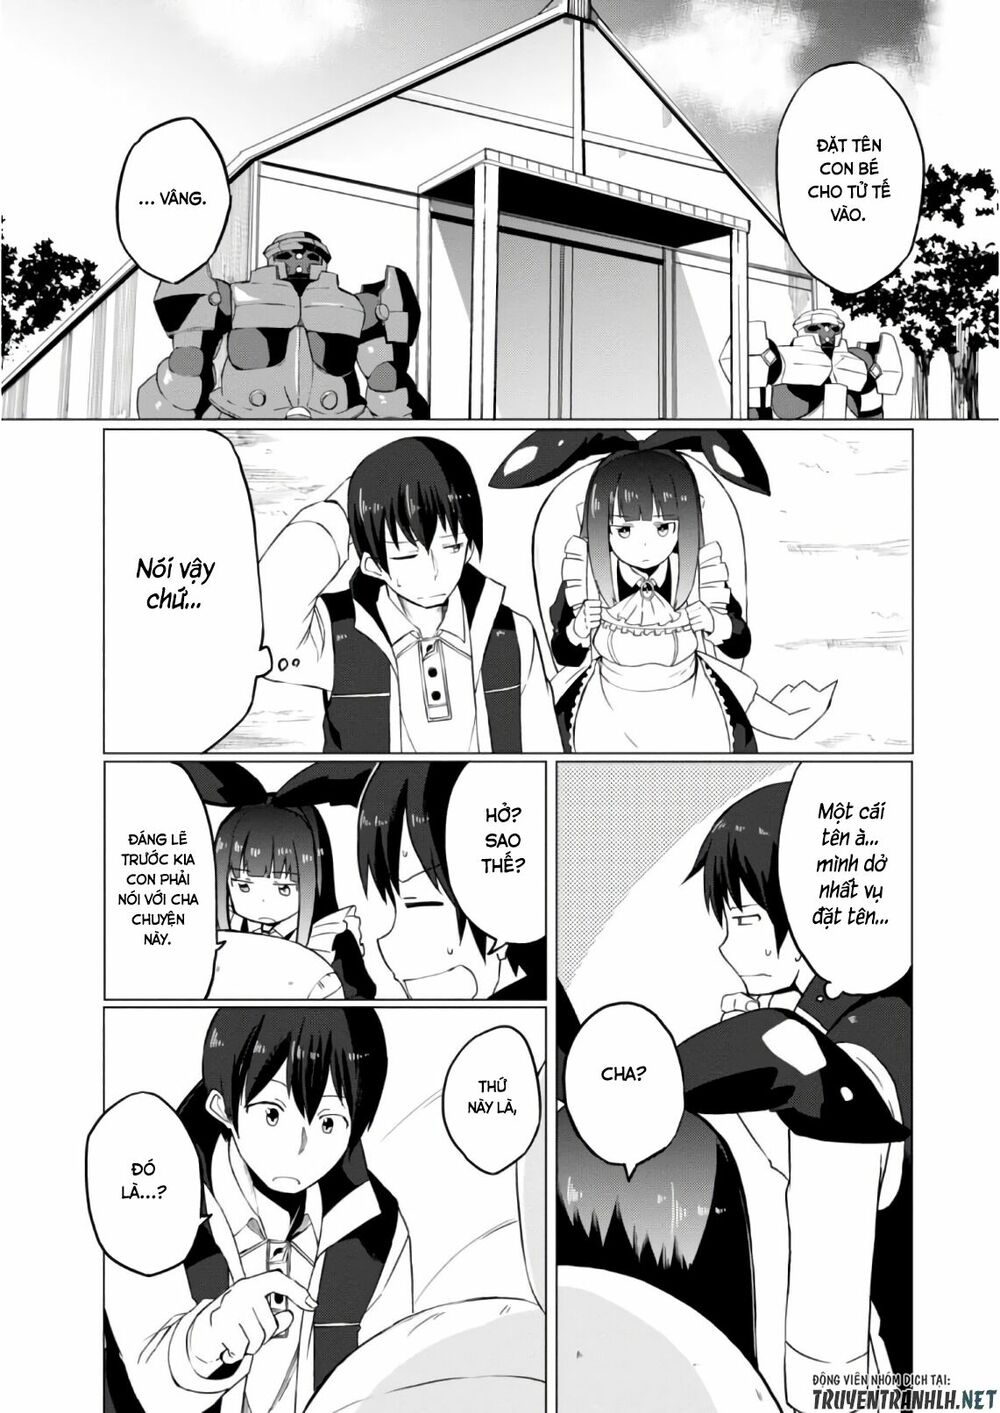 ĐẶT TÊN
CON BÉ
CHO TỬ TẾ
VÀO.
... VÂNG.
Nói vậy
chứ...
Một cái
tên à...
mình dở
nhất vụ
đặt tên...
CHA?
HỞ?
SAO
THẾ?
ĐÁNG LẼ
TRƯỚC KIA
CON PHẢI
NÓI VỚI CHA
CHUYỆN
NÀY.
THỨ
NÀY LÀ,
ĐÓ
LÀ...?
ĐỘNG VIÊN NHÓM DỊCH TẠI:
TRUYENTRANHLH.NET